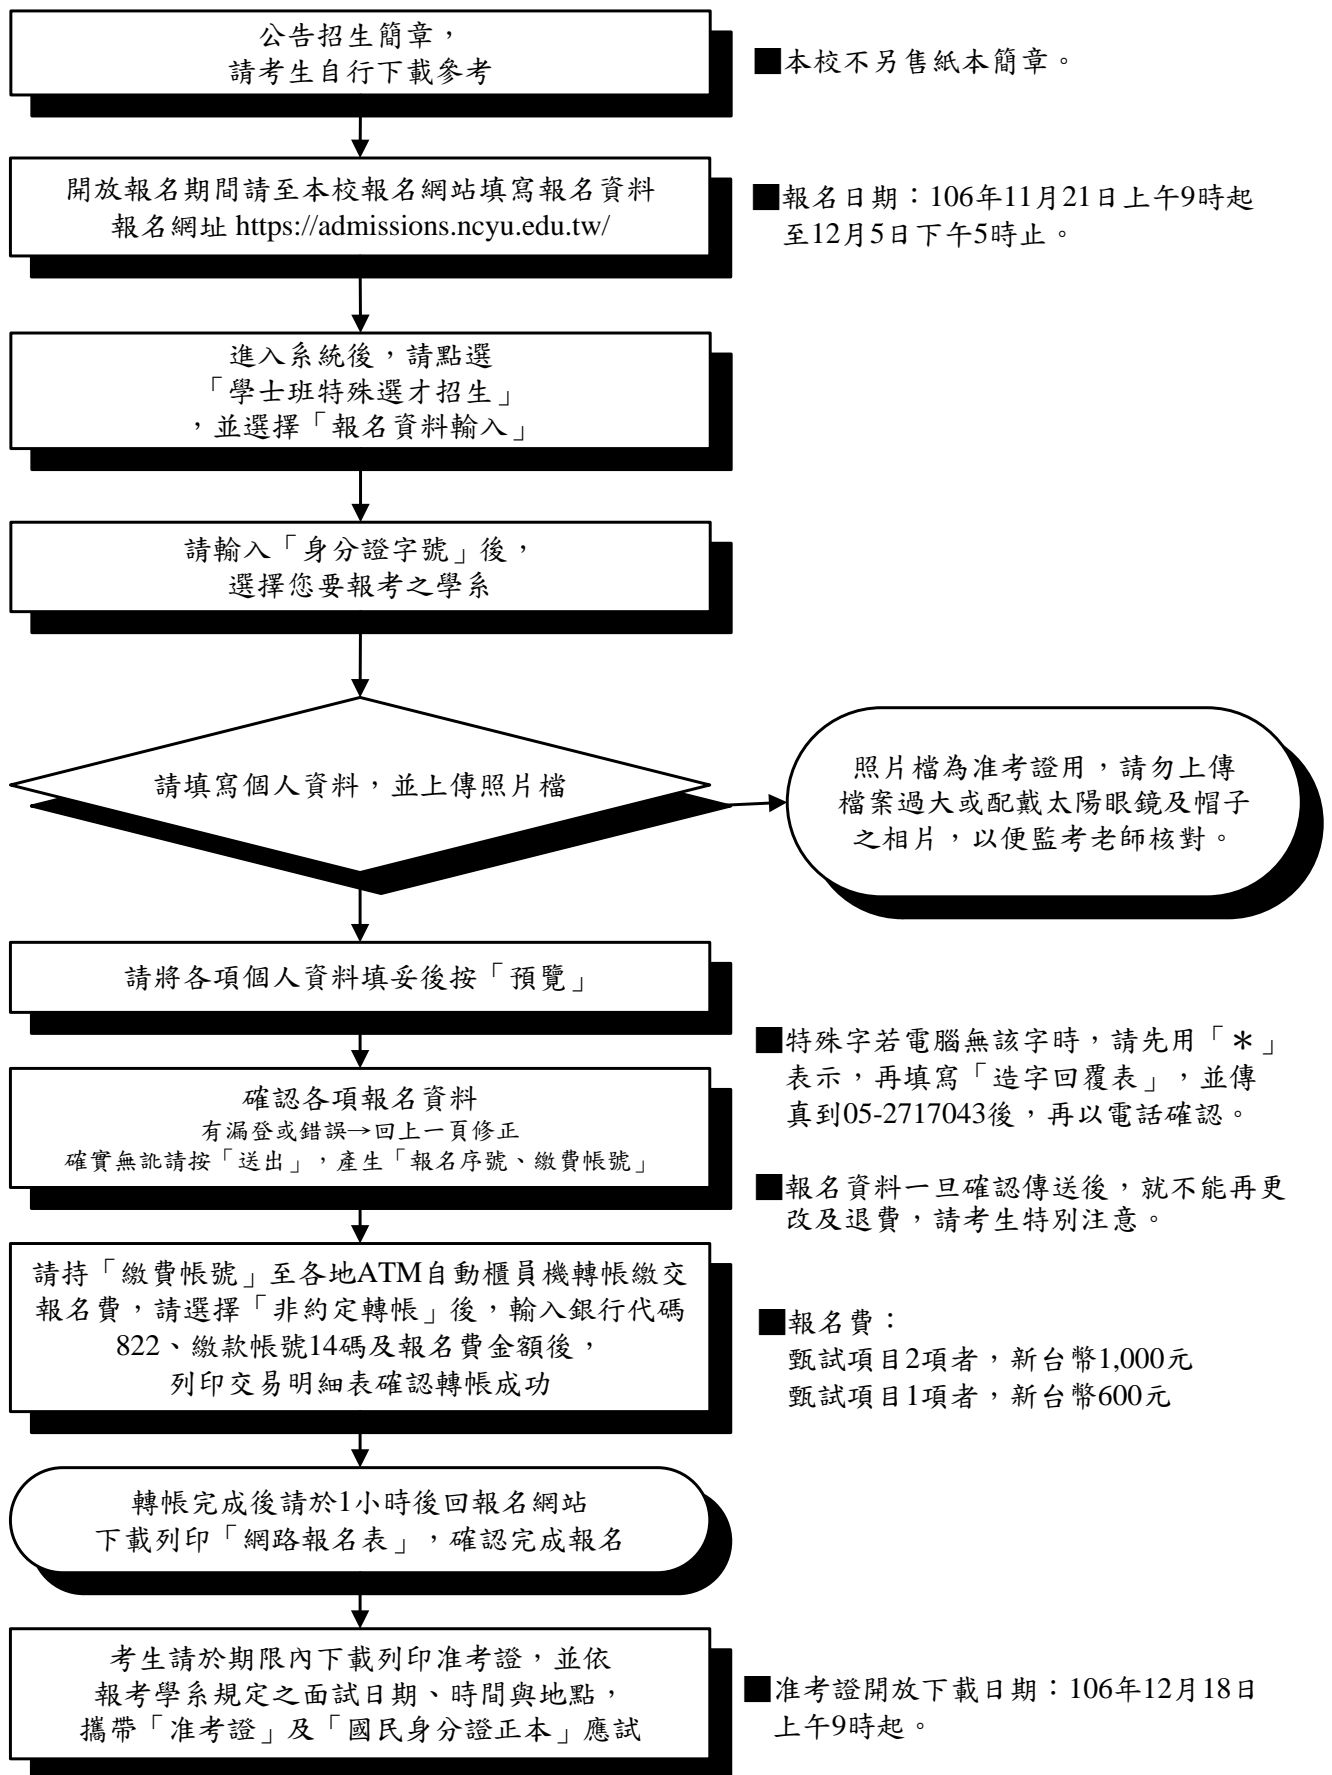 公告招生簡章，
請考生自行下載參考
■本校不另售紙本簡章。
開放報名期間請至本校報名網站填寫報名資料
報名網址 https://admissions.ncyu.edu.tw/
■報名日期：106年11月21日上午9時起
至12月5日下午5時止。
進入系統後，請點選
「學士班特殊選才招生」
，並選擇「報名資料輸入」
請輸入「身分證字號」後，
選擇您要報考之學系
請填寫個人資料，並上傳照片檔
照片檔為准考證用，請勿上傳
檔案過大或配戴太陽眼鏡及帽子
之相片，以便監考老師核對。
請將各項個人資料填妥後按「預覽」
■特殊字若電腦無該字時，請先用「＊」
表示，再填寫「造字回覆表」，並傳
真到05-2717043後，再以電話確認。
確認各項報名資料
有漏登或錯誤→回上一頁修正
確實無訛請按「送出」，產生「報名序號、繳費帳號」
■報名資料一旦確認傳送後，就不能再更
改及退費，請考生特別注意。
請持「繳費帳號」至各地ATM自動櫃員機轉帳繳交
報名費，請選擇「非約定轉帳」後，輸入銀行代碼
822、繳款帳號14碼及報名費金額後，
列印交易明細表確認轉帳成功
■報名費：
甄試項目2項者，新台幣1,000元
甄試項目1項者，新台幣600元
轉帳完成後請於1小時後回報名網站
下載列印「網路報名表」，確認完成報名
考生請於期限內下載列印准考證，並依
報考學系規定之面試日期、時間與地點，
攜帶「准考證」及「國民身分證正本」應試
■准考證開放下載日期：106年12月18日
上午9時起。